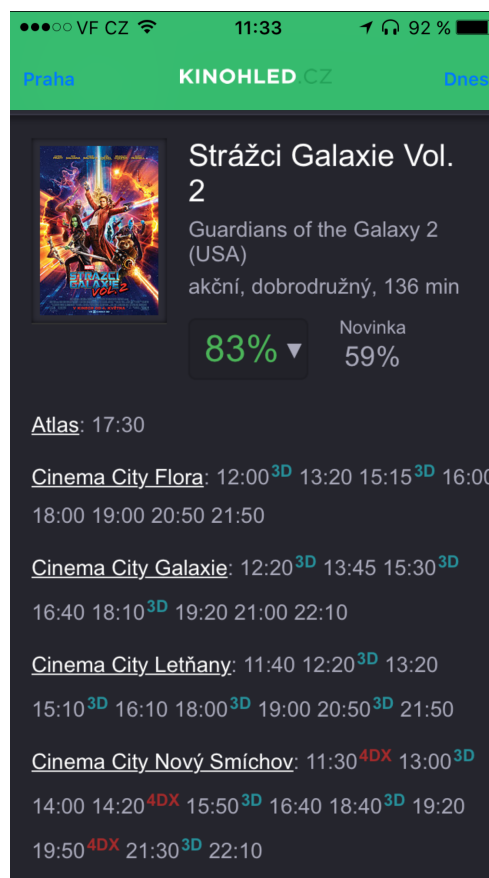 VF CZ 11:33 92 %
Praha KINOHLED.CZ Dnes
Strážci Galaxie Vol.
2
Guardians of the Galaxy 2
(USA)
akční, dobrodružný, 136 min
83% ▼ Novinka
59%
MARVEL
STRÁŽCI
GALAXIE
VOL. 2
Atlas: 17:30
Cinema City Flora: 12:00 3D 13:20 15:15 3D 16:00
18:00 19:00 20:50 21:50
Cinema City Galaxie: 12:20 3D 13:45 15:30 3D
16:40 18:10 3D 19:20 21:00 22:10
Cinema City Letňany: 11:40 12:20 3D 13:20
15:10 3D 16:10 18:00 3D 19:00 20:50 3D 21:50
Cinema City Nový Smíchov: 11:30 4DX 13:00 3D
14:00 14:20 4DX 15:50 3D 16:40 18:40 3D 19:20
19:50 4DX 21:30 3D 22:10